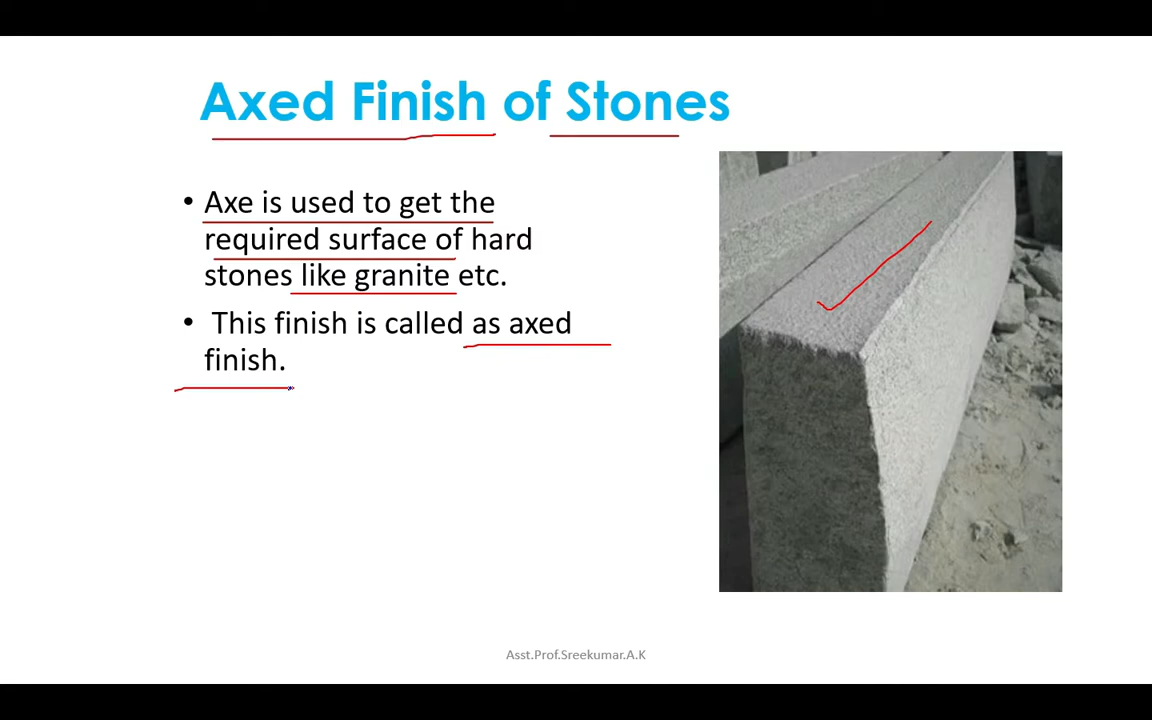 Axed Finish of Stones
• Axe is used to get the
required surface of hard
stones like granite etc.
• This finish is called as axed
finish.
Asst.Prof.Sreekumar.A.K